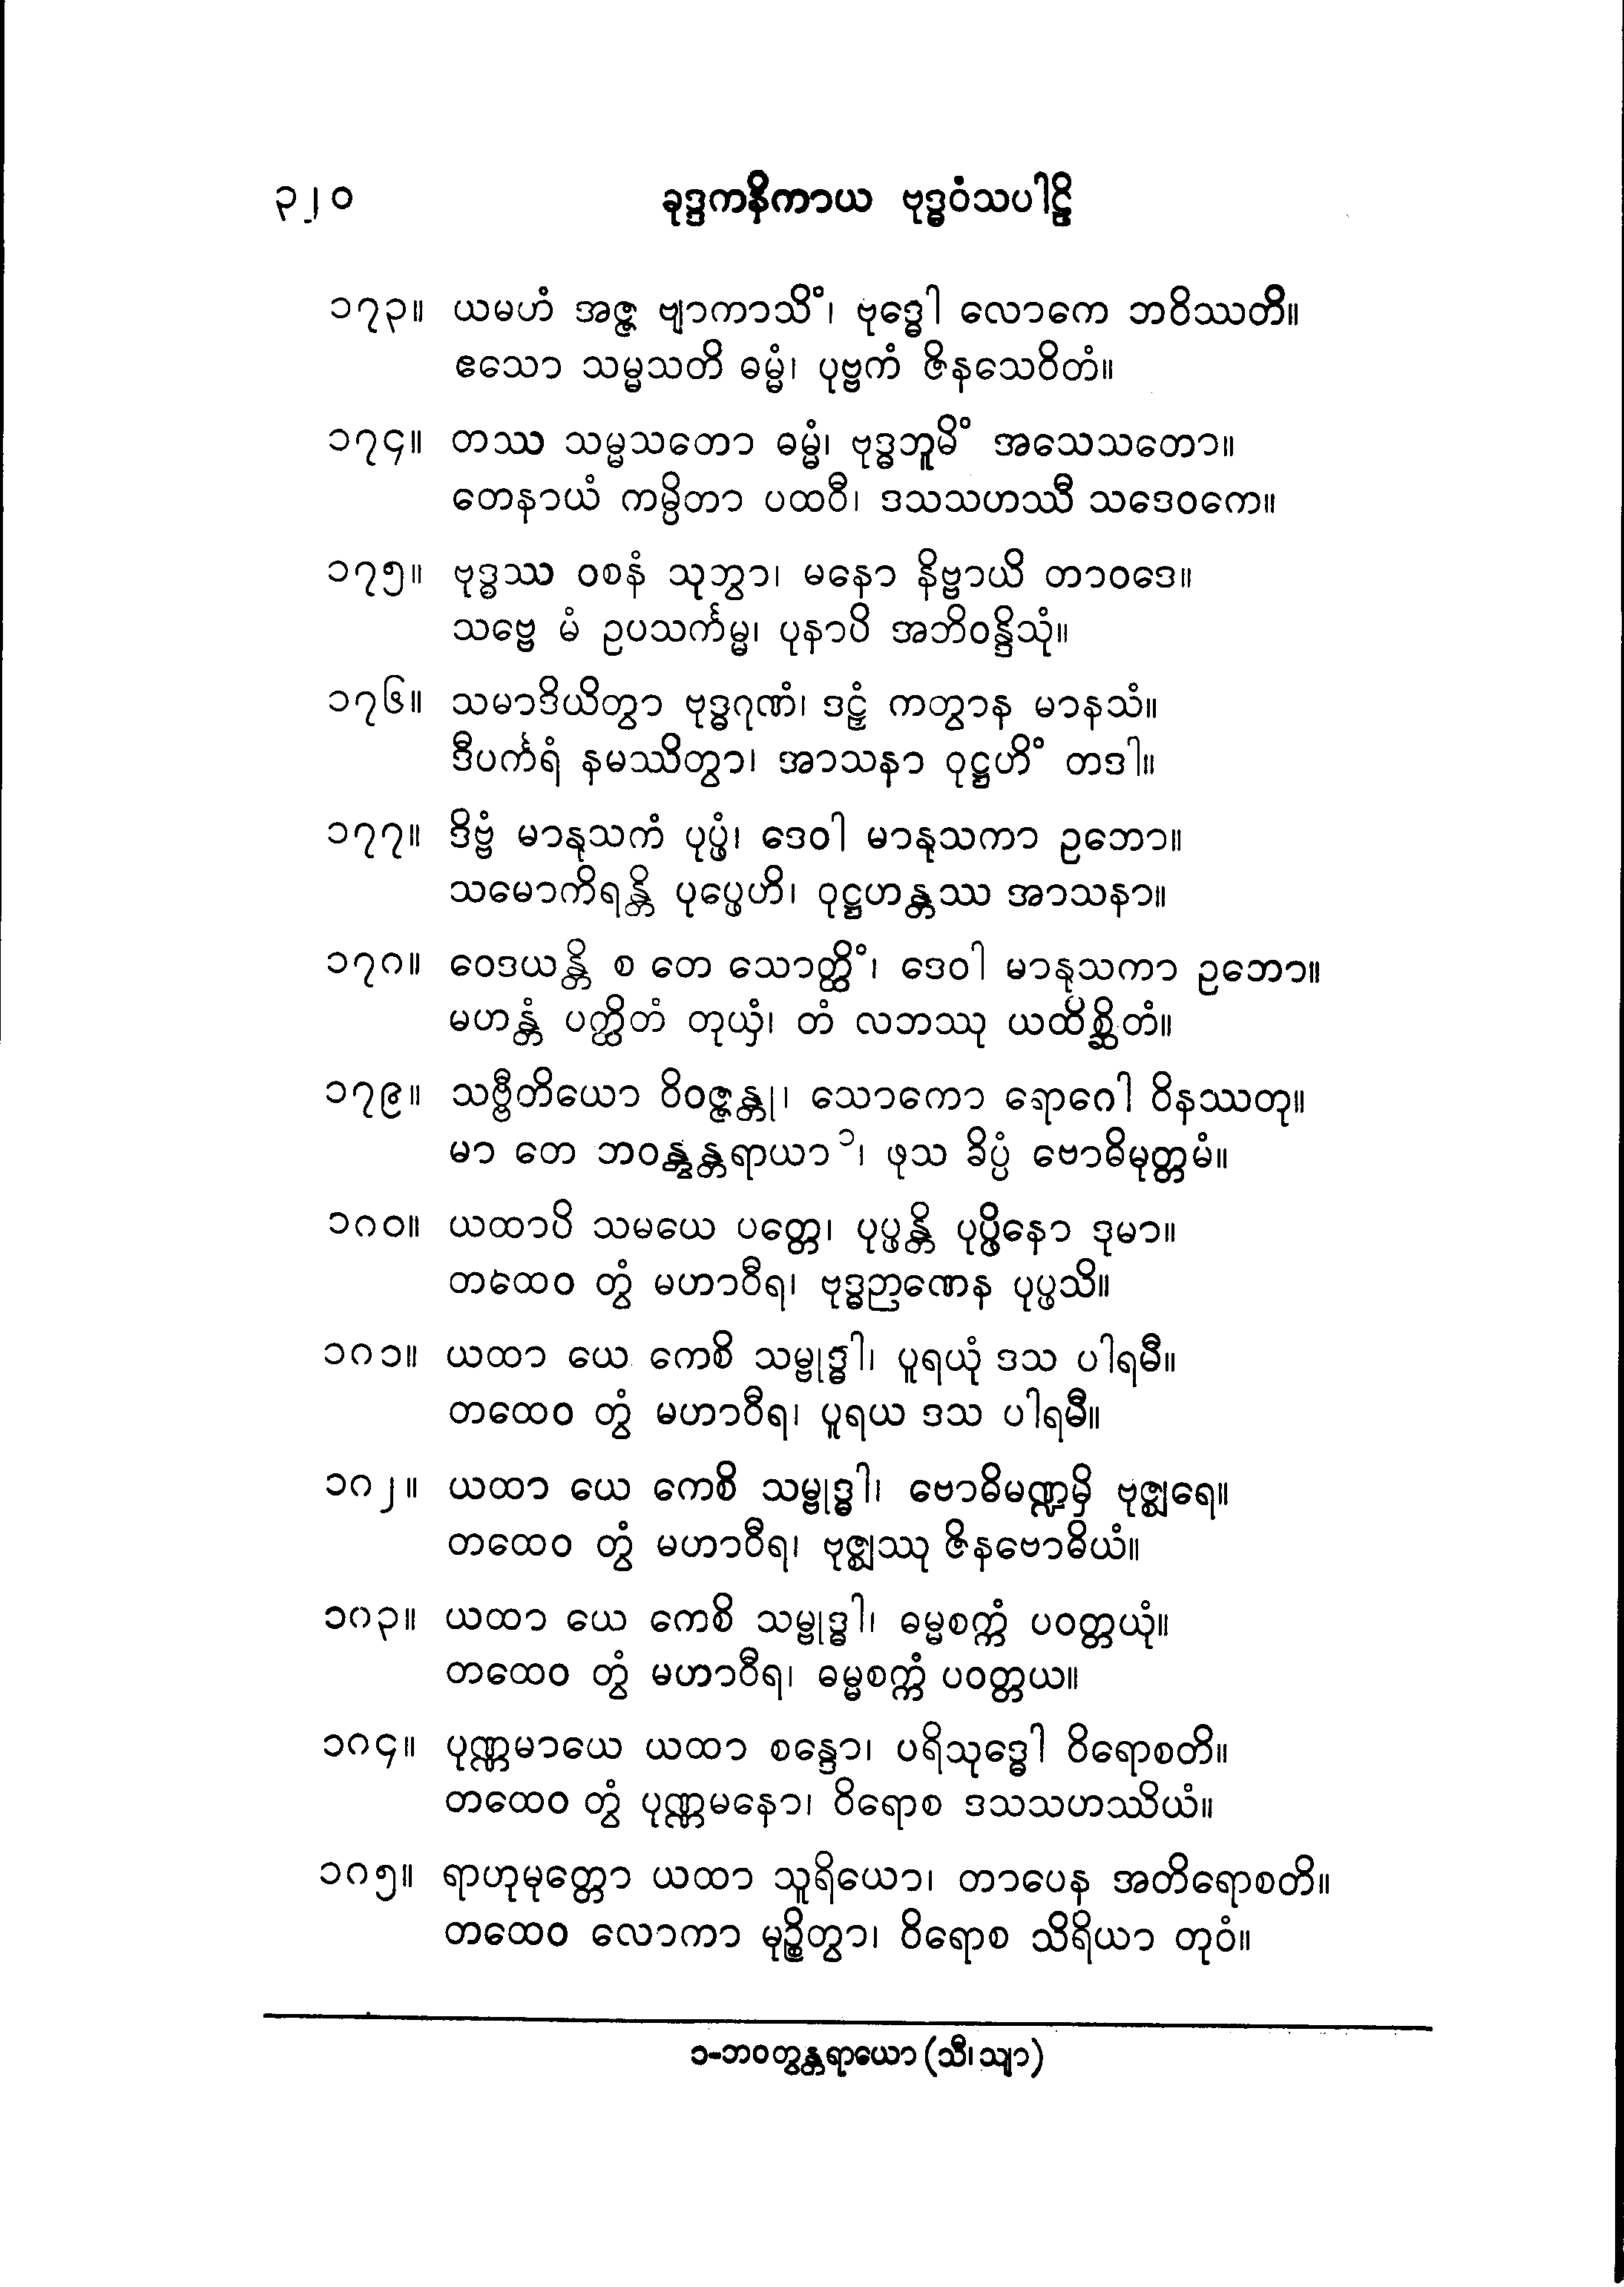 ၃၂၀ ခုဒ္ဒကနိကာယ ဗုဒ္ဓဝံသပါဠိ
၁၇၃။ ယမဟံ အဇ္ဇ ဗျာကာသိံ၊ ဗုဒ္ဓေါ လောကေ ဘဝိဿတိ။
ဧသော သမ္မသတိ ဓမ္မံ၊ ပုဗ္ဗကံ ဇိနသေဝိတံ။
၁၇၄။ တဿ သမ္မသတော ဓမ္မံ၊ ဗုဒ္ဓဘူမိံ အသေသတော။
တေနာယံ ကမ္ပိတာ ပထဝီ၊ ဒသသဟဿီ သဒေဝကေ။
၁၇၅။ ဗုဒ္ဓဿ ဝစနံ သုတွာ၊ မနော နိဗ္ဗာယိ တာဝဒေ။
သဗ္ဗေ မံ ဥပသင်္ကမ္မ၊ ပုနာပိ အဘိဝန္ဒိသုံ။
၁၇၆။ သမာဒိယိတွာ ဗုဒ္ဓဂုဏံ၊ ဒဠှံ ကတွာန မာနသံ။
ဒီပင်္ကရံ နမဿိတွာ၊ အာသနာ ဝုဋ္ဌဟိံ တဒါ။
၁၇၇။ ဒိဗ္ဗံ မာနုသကံ ပုပ္ဖံ၊ ဒေဝါ မာနုသကာ ဥဘော။
သမောကိရန္တိ ပုပ္ဖေဟိ၊ ဝုဋ္ဌဟန္တဿ အာသနာ။
၁၇၈။ ဝေဒယန္တိ စ တေ သောတ္ထိံ၊ ဒေဝါ မာနုသကာ ဥဘော။
မဟန္တံ ပတ္ထိတံ တုယှံ၊ တံ လဘဿု ယထိစ္ဆိတံ။
၁၇၉။ သဗ္ဗီတိယော ဝိဝဇ္ဇန္တု၊ သောကော ရောဂေါ ဝိနဿတု။
မာ တေ ဘဝန္တွန္တရာယာ ၁၊ ဖုသ ခိပ္ပံ ဗောဓိမုတ္တမံ။
၁၈၀။ ယထာပိ သမယေ ပတ္တေ၊ ပုပ္ဖန္တိ ပုပ္ဖိနော ဒုမာ။
တထေဝ တွံ မဟာဝီရ၊ ဗုဒ္ဓဉာဏေန ပုပ္ဖသိ။
၁၈၁။ ယထာ ယေ ကေစိ သမ္ဗုဒ္ဓါ၊ ပူရယုံ ဒသ ပါရမီ။
တထေဝ တွံ မဟာဝီရ၊ ပူရယ ဒသ ပါရမီ။
၁၈၂။ ယထာ ယေ ကေစိ သမ္ဗုဒ္ဓါ၊ ဗောဓိမဏ္ဍမှိ ဗုဇ္ဈရေ။
တထေဝ တွံ မဟာဝီရ၊ ဗုဇ္ဈဿု ဇိနဗောဓိယံ။
၁၈၃။ ယထာ ယေ ကေစိ သမ္ဗုဒ္ဓါ၊ ဓမ္မစက္ကံ ပဝတ္တယုံ။
တထေဝ တွံ မဟာဝီရ၊ ဓမ္မစက္ကံ ပဝတ္တယ။
၁၈၄။ ပုဏ္ဏမာယေ ယထာ စန္ဒော၊ ပရိသုဒ္ဓေါ ဝိရောစတိ။
တထေဝ တွံ ပုဏ္ဏမနော၊ ဝိရောစ ဒသသဟဿိယံ။
၁၈၅။ ရာဟုမုတ္တော ယထာ သူရိယော၊ တာပေန အတိရောစတိ။
တထေဝ လောကာ မုဉ္စိတွာ၊ ဝိရောစ သိရိယာ တုဝံ။
၁-ဘဝတွန္တရာယော (သီ၊ သျာ)